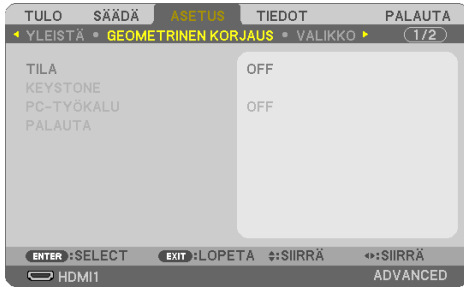 TULO SÄÄDÄ ASETUS TIEDOT PALAUTA
YLEISTÄ • GEOMETRINEN KORJAUS • VALIKKO 1/2
TILA OFF
KEYSTONE
PC-TYÖKALU OFF
PALAUTA
ENTER :SELECT EXIT :LOPETA :SIIRRÄ :SIIRRÄ
HDMI1 ADVANCED